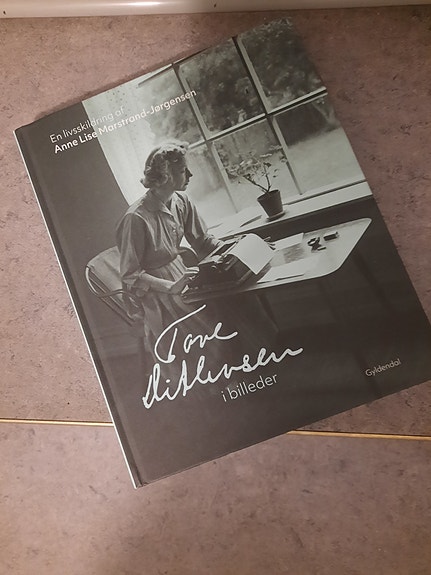 En livsskildring af
Anne Lise Marstrand-Jørgensen
Tove
Ditlevsen
i billeder
Gyldendal